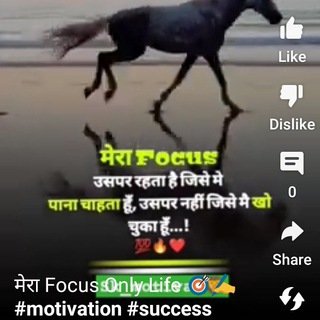 Like
Dislike
मेरा Focus
उसपर रहता है जिसे मे
पाना चाहता हूँ, उसपर नहीं जिसे मै खो
चुका हूँ...!
💯🔥❤️
0
Share
मेरा Focus Only Life 🎯✍️
#motivation #success